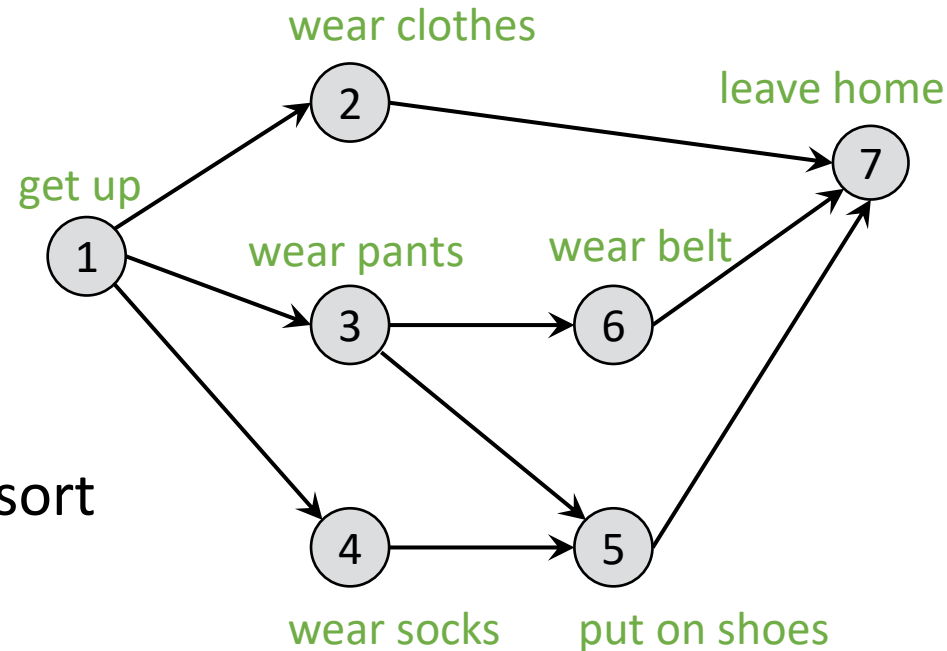 wear clothes
2
leave home
7
get up
1
wear pants
wear belt
3
6
sort
4
5
wear socks
put on shoes